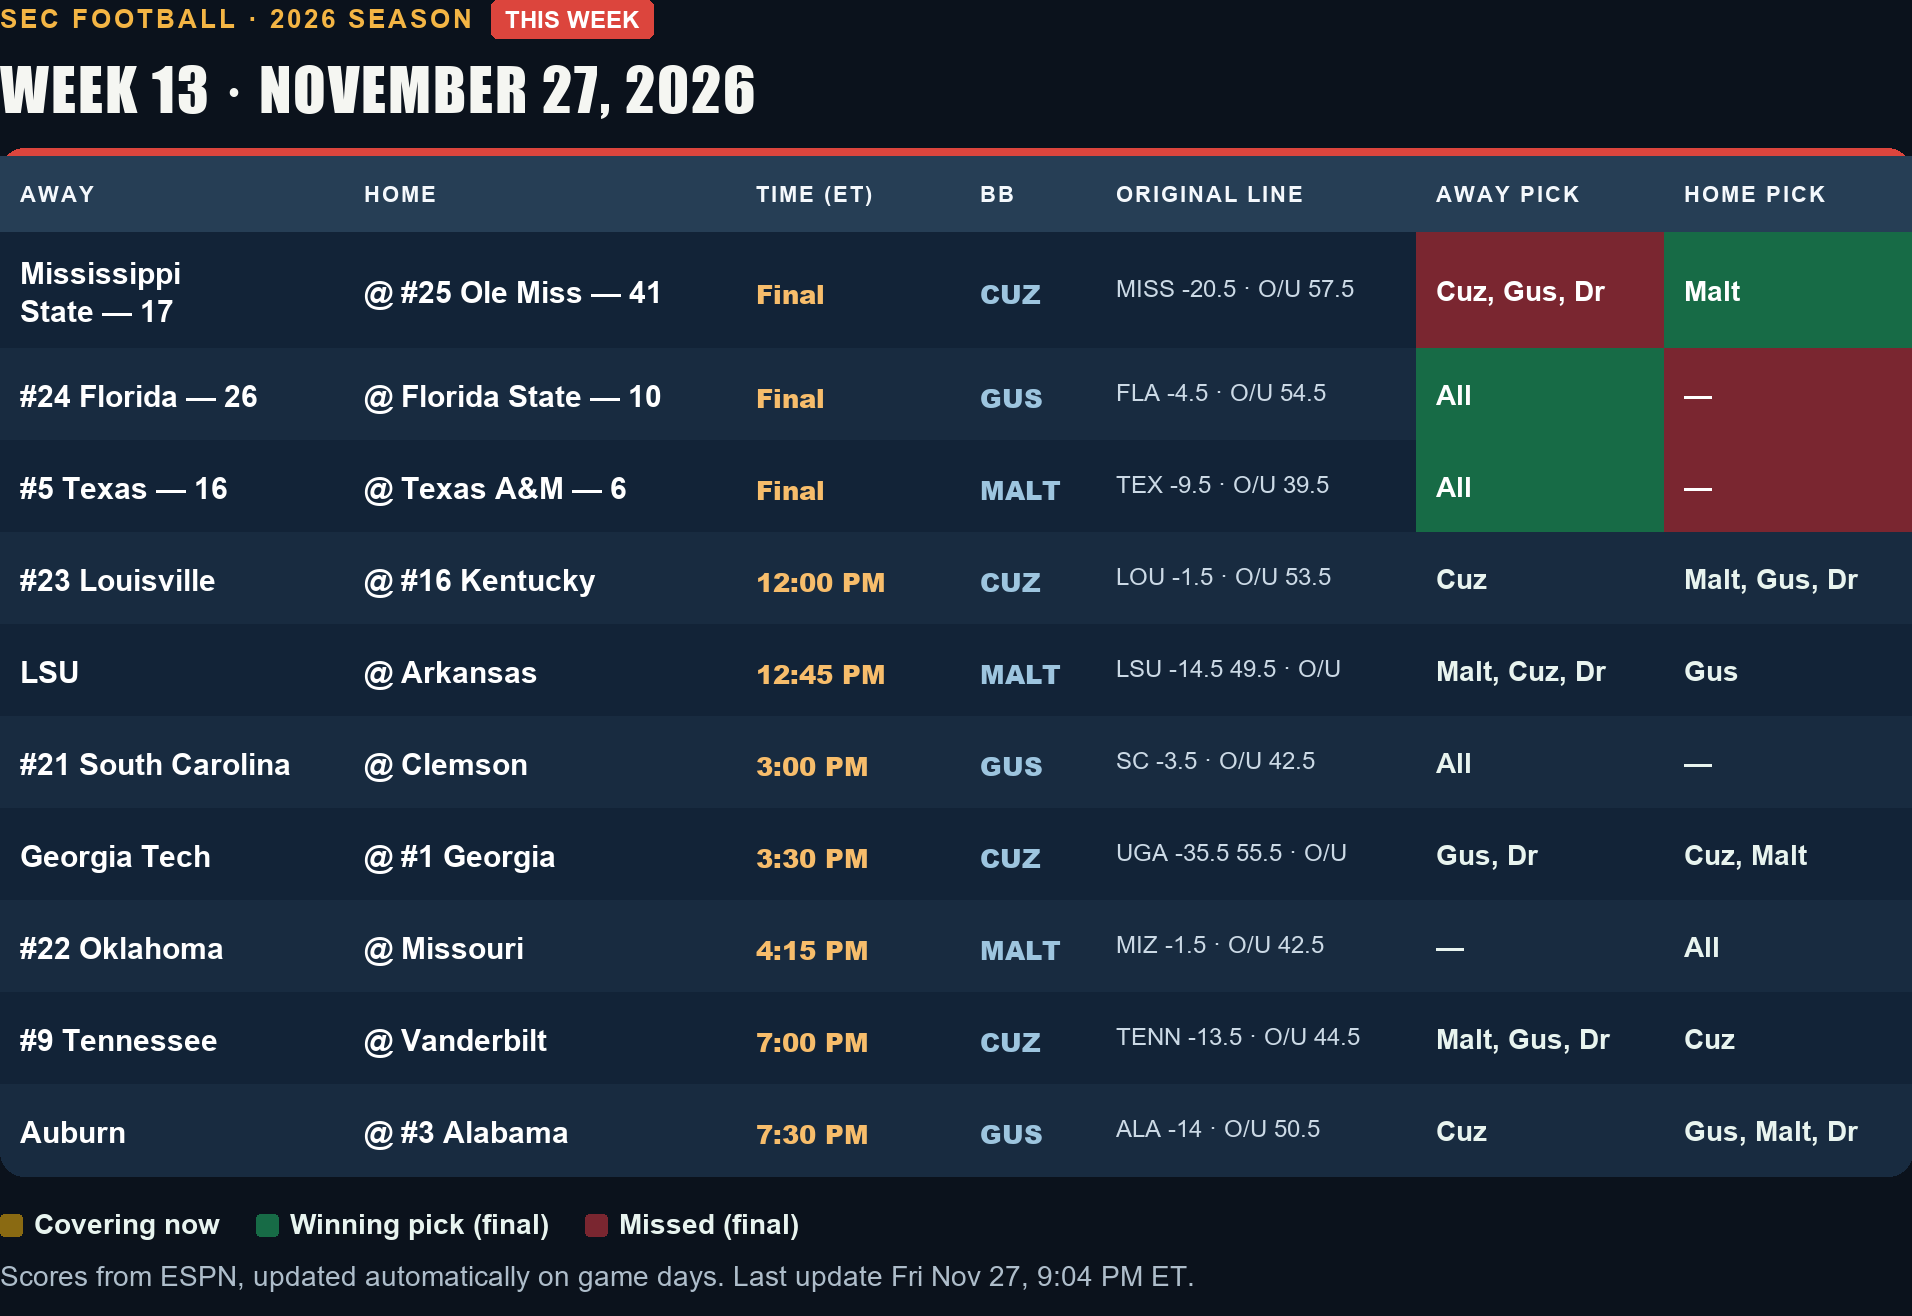 SEC FOOTBALL · 2026 SEASON THIS WEEK
WEEK 13 · NOVEMBER 27, 2026
AWAY HOME TIME (ET) BB ORIGINAL LINE AWAY PICK HOME PICK
Mississippi
State — 17 @ #25 Ole Miss — 41 Final CUZ MISS -20.5 · O/U 57.5 Cuz, Gus, Dr Malt
#24 Florida — 26 @ Florida State — 10 Final GUS FLA -4.5 · O/U 54.5 All —
#5 Texas — 16 @ Texas A&M — 6 Final MALT TEX -9.5 · O/U 39.5 All —
#23 Louisville @ #16 Kentucky 12:00 PM CUZ LOU -1.5 · O/U 53.5 Cuz Malt, Gus, Dr
LSU @ Arkansas 12:45 PM MALT LSU -14.5 49.5 · O/U Malt, Cuz, Dr Gus
#21 South Carolina @ Clemson 3:00 PM GUS SC -3.5 · O/U 42.5 All —
Georgia Tech @ #1 Georgia 3:30 PM CUZ UGA -35.5 55.5 · O/U Gus, Dr Cuz, Malt
#22 Oklahoma @ Missouri 4:15 PM MALT MIZ -1.5 · O/U 42.5 — All
#9 Tennessee @ Vanderbilt 7:00 PM CUZ TENN -13.5 · O/U 44.5 Malt, Gus, Dr Cuz
Auburn @ #3 Alabama 7:30 PM GUS ALA -14 · O/U 50.5 Cuz Gus, Malt, Dr
Covering now Winning pick (final) Missed (final)
Scores from ESPN, updated automatically on game days. Last update Fri Nov 27, 9:04 PM ET.